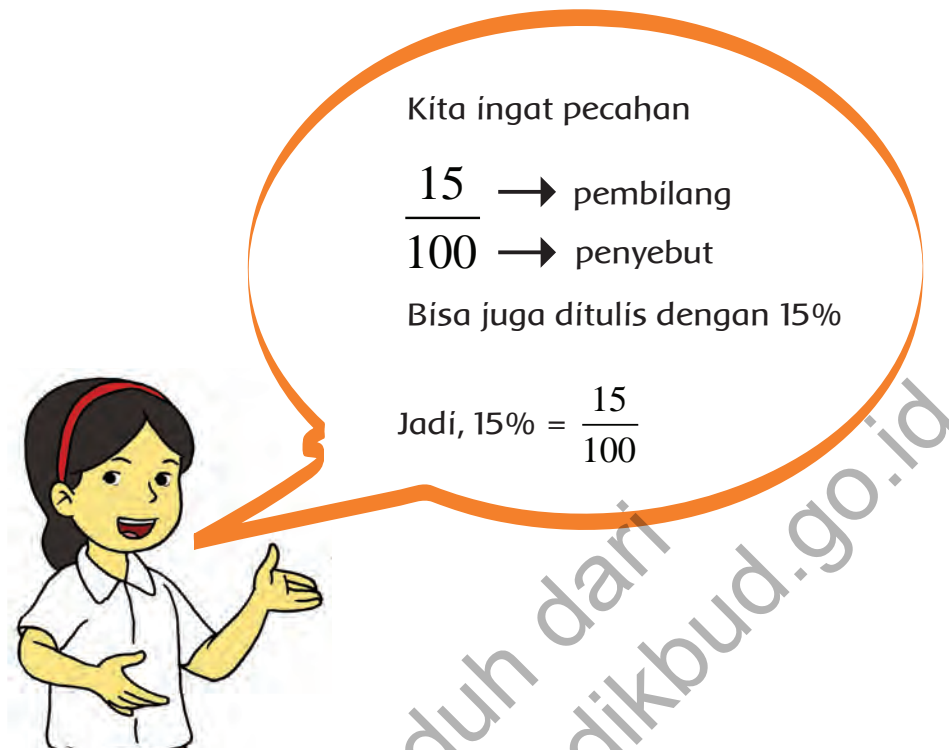 Kita ingat pecahan
15 → pembilang
100 → penyebut
Bisa juga ditulis dengan 15%
Jadi, 15% = 15/100
duh dari
dikbud.go.id